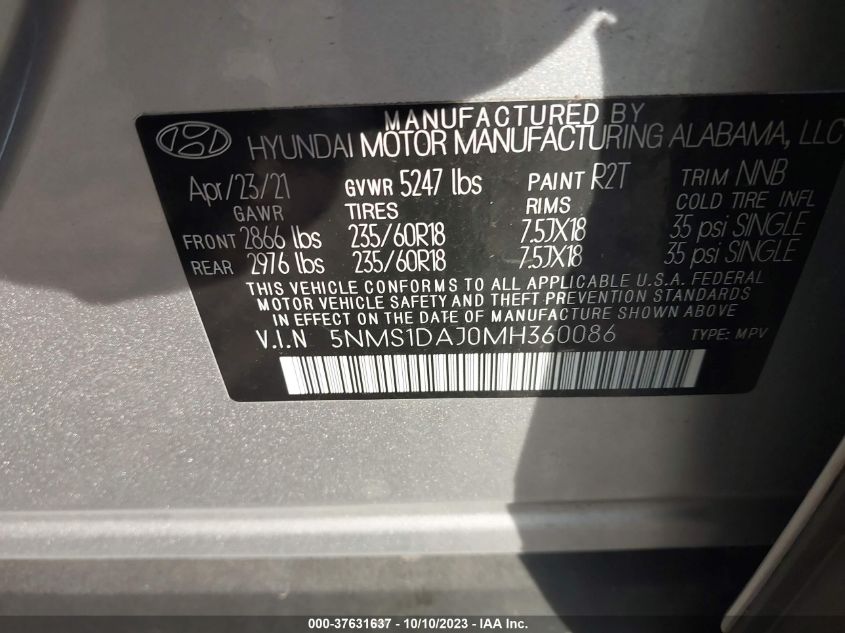 MANUFACTURED BY
HYUNDAI MOTOR MANUFACTURING ALABAMA, LLC
Apr/23/21 GVWR 5247 lbs PAINT R2T TRIM NNB
GAWR TIRES RIMS COLD TIRE INFL
FRONT 2866 lbs 235/60R18 7.5JX18 35 psi SINGLE
REAR 2976 lbs 235/60R18 7.5JX18 35 psi SINGLE
THIS VEHICLE CONFORMS TO ALL APPLICABLE U.S.A. FEDERAL
MOTOR VEHICLE SAFETY AND THEFT PREVENTION STANDARDS
IN EFFECT ON THE DATE OF MANUFACTURE SHOWN ABOVE
V.I.N 5NMS1DAJ0MH360086 TYPE: MPV
000-37631637 - 10/10/2023 - IAA Inc.